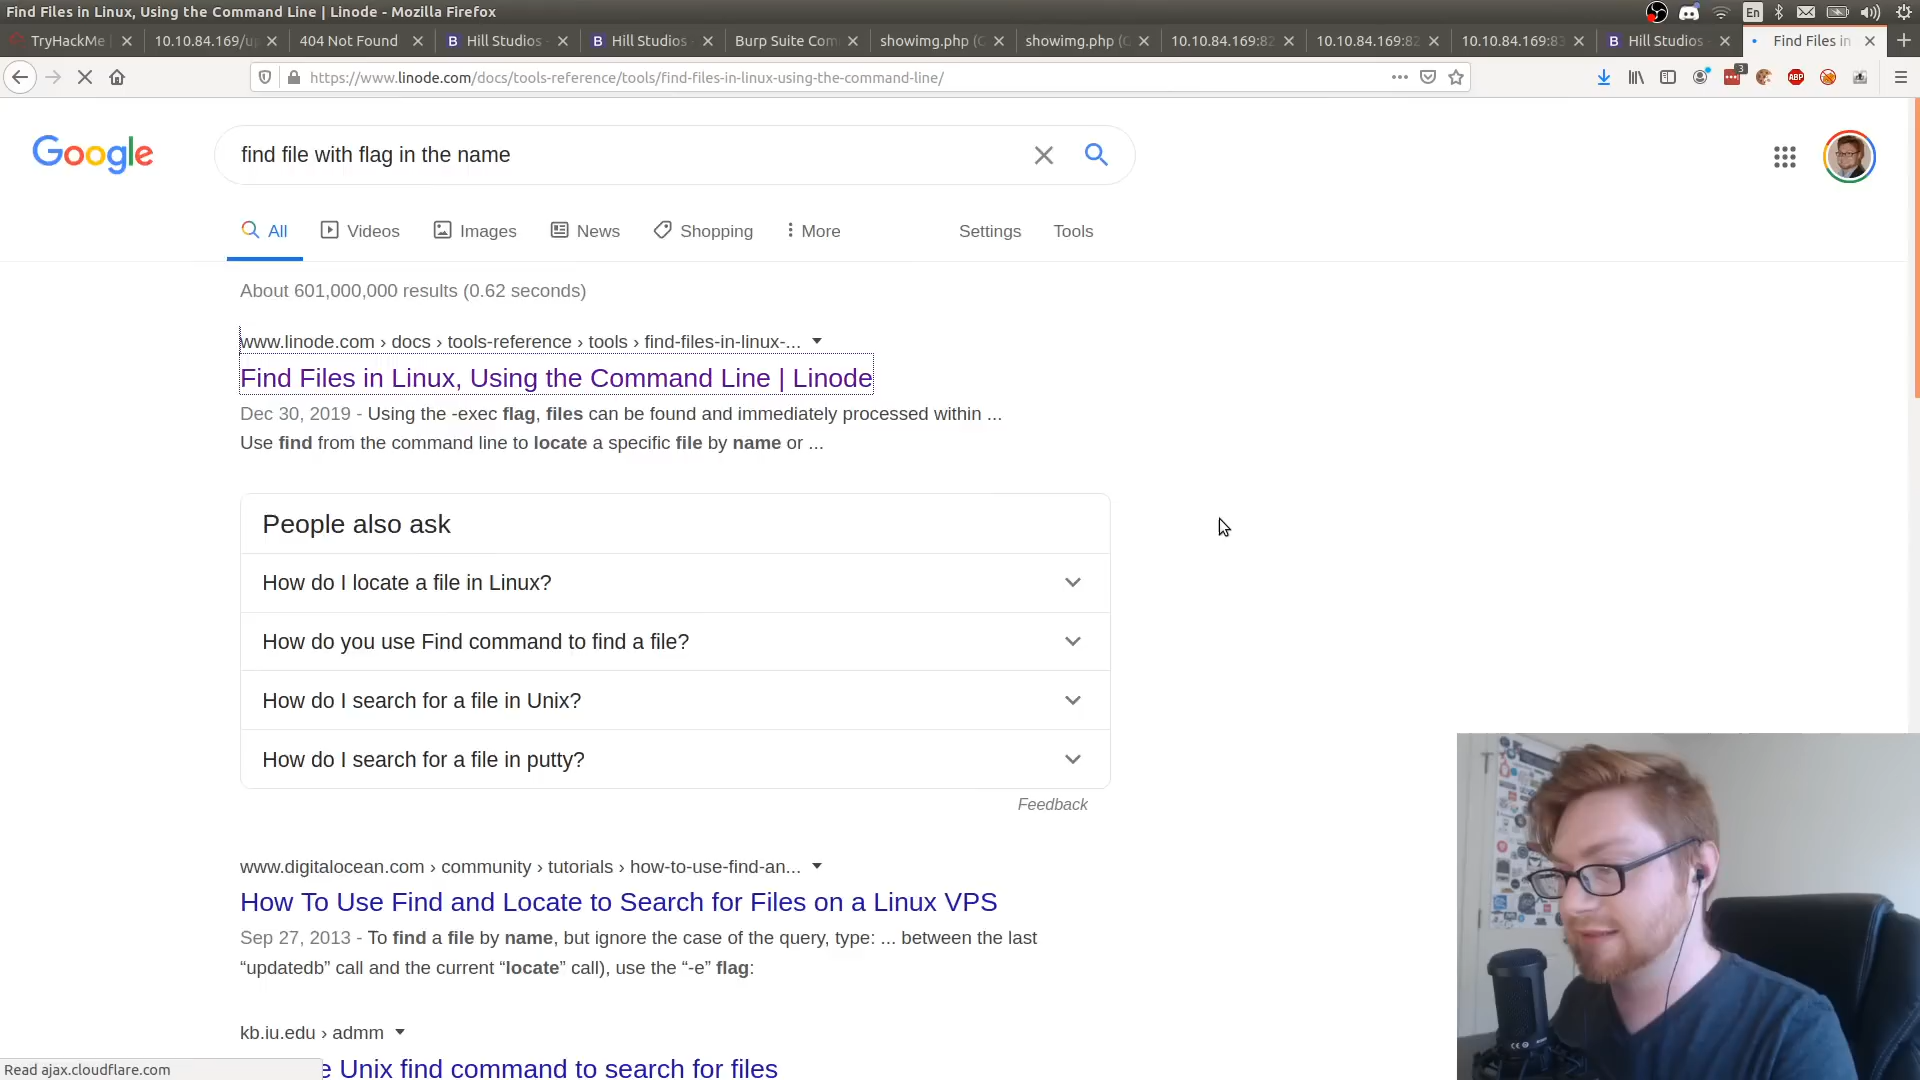 Find Files in Linux, Using the Command Line | Linode - Mozilla Firefox
En
TryHackMe
10.10.84.169/u
404 Not Found
B Hill Studios
B Hill Studios
Burp Suite Com
showimg.php (
showimg.php (
10.10.84.169:82
10.10.84.169:82
10.10.84.169:83
B Hill Studios
Find Files in
https://www.linode.com/docs/tools-reference/tools/find-files-in-linux-using-the-command-line/
3
ABP
Google
find file with flag in the name
All
Videos
Images
News
Shopping
More
Settings
Tools
About 601,000,000 results (0.62 seconds)
www.linode.com › docs › tools-reference › tools › find-files-in-linux-...
Find Files in Linux, Using the Command Line | Linode
Dec 30, 2019 - Using the -exec flag, files can be found and immediately processed within ...
Use find from the command line to locate a specific file by name or ...
People also ask
How do I locate a file in Linux?
How do you use Find command to find a file?
How do I search for a file in Unix?
How do I search for a file in putty?
Feedback
www.digitalocean.com › community › tutorials › how-to-use-find-an...
How To Use Find and Locate to Search for Files on a Linux VPS
Sep 27, 2013 - To find a file by name, but ignore the case of the query, type: ... between the last
“updatedb” call and the current “locate” call), use the “-e” flag:
kb.iu.edu › admm
e Unix find command to search for files
Read ajax.cloudflare.com